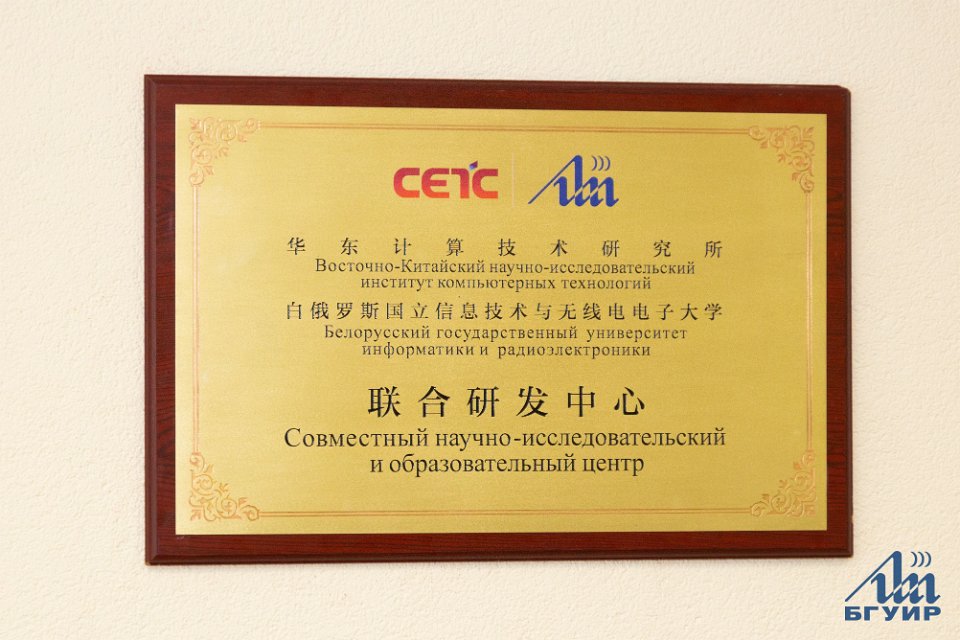 CETC
华东计算技术研究所
Восточно-Китайский научно-исследовательский
институт компьютерных технологий
白俄罗斯国立信息技术与无线电电子大学
Белорусский государственный университет
информатики и радиоэлектроники
联合研发中心
Совместный научно-исследовательский
и образовательный центр
БГУИР